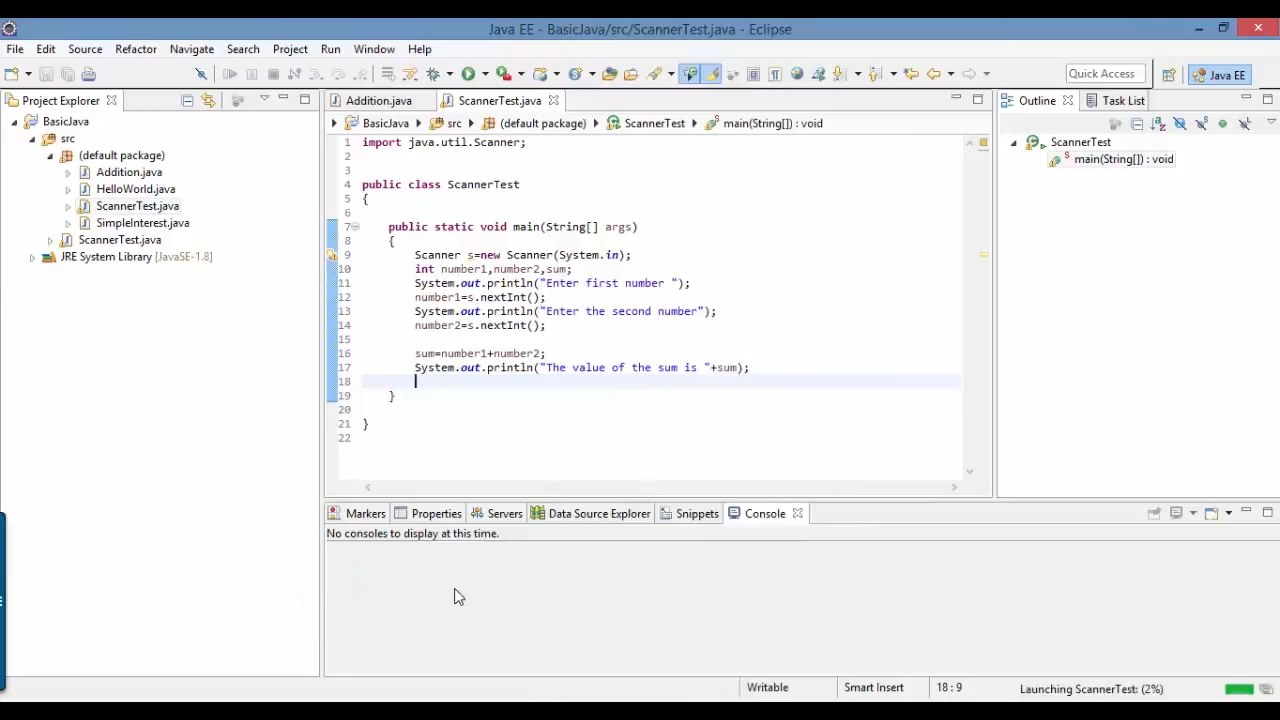 Java EE - BasicJava/src/ScannerTest.java - Eclipse
File Edit Source Refactor Navigate Search Project Run Window Help
Quick Access
Java EE
Project Explorer
BasicJava
src
(default package)
Addition.java
HelloWorld.java
ScannerTest.java
SimpleInterest.java
ScannerTest.java
JRE System Library [JavaSE-1.8]
Addition.java
ScannerTest.java
BasicJava
src
(default package)
ScannerTest
main(String[]) : void
1 import java.util.Scanner;
2
3
4 public class ScannerTest
5 {
6
7 public static void main(String[] args)
8 {
9 Scanner s=new Scanner(System.in);
10 int number1,number2,sum;
11 System.out.println("Enter first number ");
12 number1=s.nextInt();
13 System.out.println("Enter the second number");
14 number2=s.nextInt();
15
16 sum=number1+number2;
17 System.out.println("The value of the sum is "+sum);
18
19 }
20
21 }
22
Outline
Task List
ScannerTest
main(String[]) : void
Markers
Properties
Servers
Data Source Explorer
Snippets
Console
No consoles to display at this time.
Writable
Smart Insert
18 : 9
Launching ScannerTest: (2%)